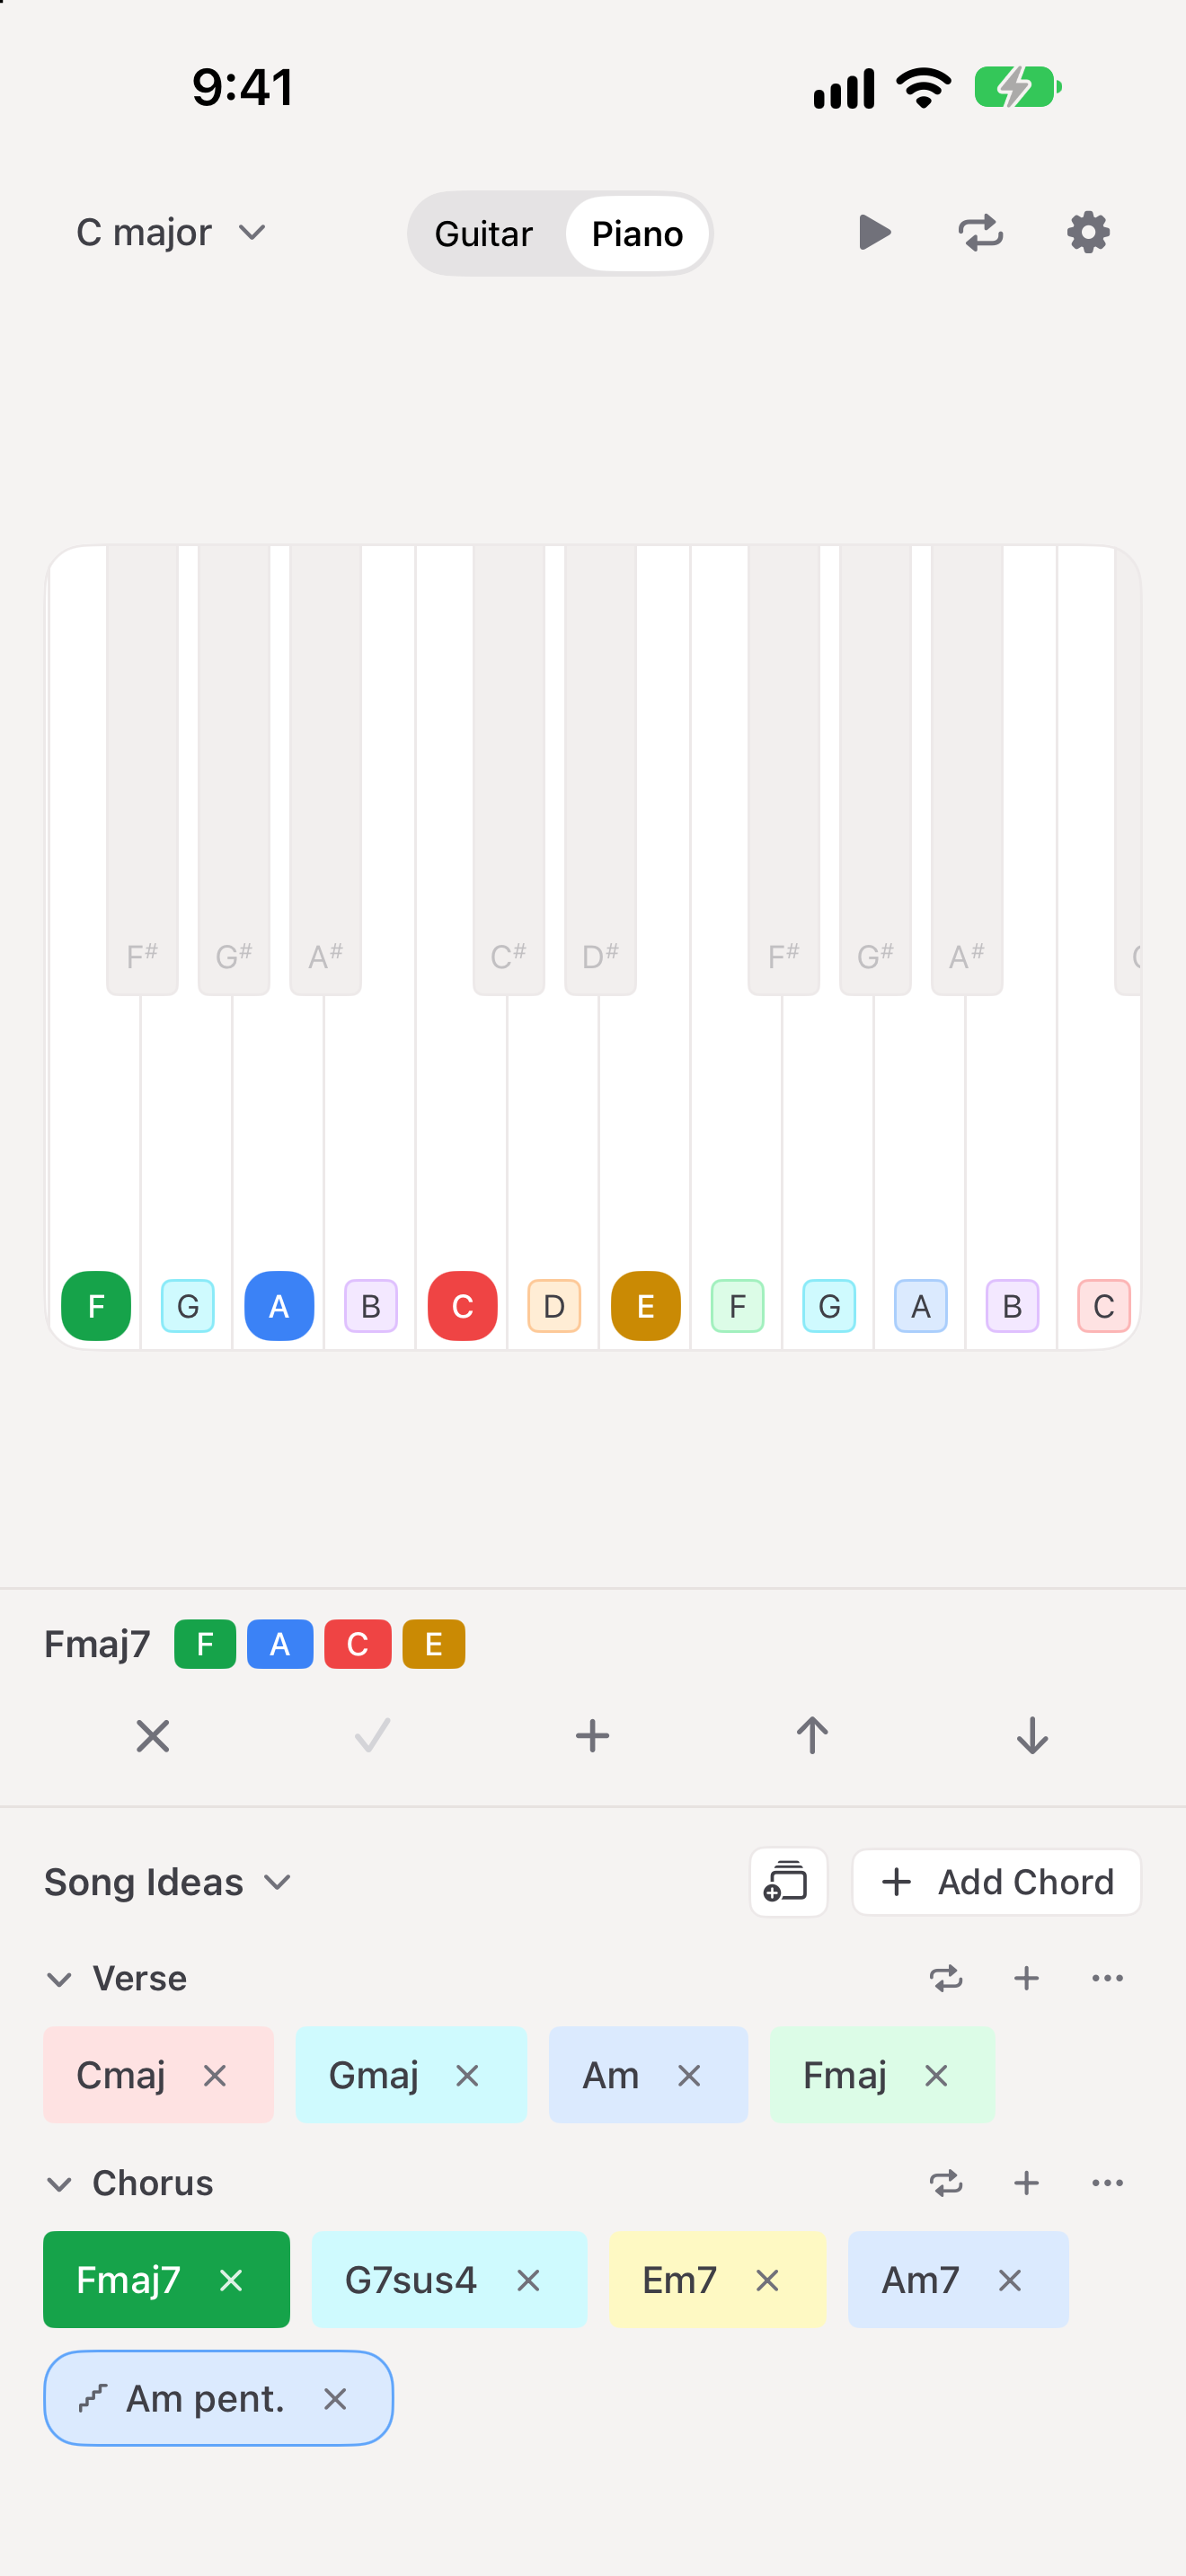 9:41
C major
Guitar Piano
F# G# A# C# D# F# G# A#
F G A B C D E F G A B C
Fmaj7 F A C E
Song Ideas
Add Chord
Verse
Cmaj Gmaj Am Fmaj
Chorus
Fmaj7 G7sus4 Em7 Am7
Am pent.